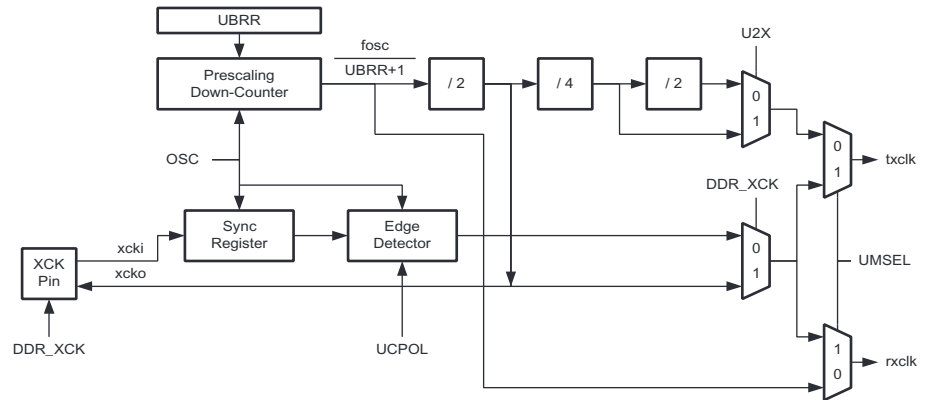 UBRR
U2X
fosc
UBRR+1
Prescaling
Down-Counter
/ 2
/ 4
/ 2
0
1
0
1
txclk
OSC
DDR_XCK
Sync
Register
Edge
Detector
xcki
XCK
Pin
xcko
0
1
UMSEL
DDR_XCK
UCPOL
1
0
rxclk